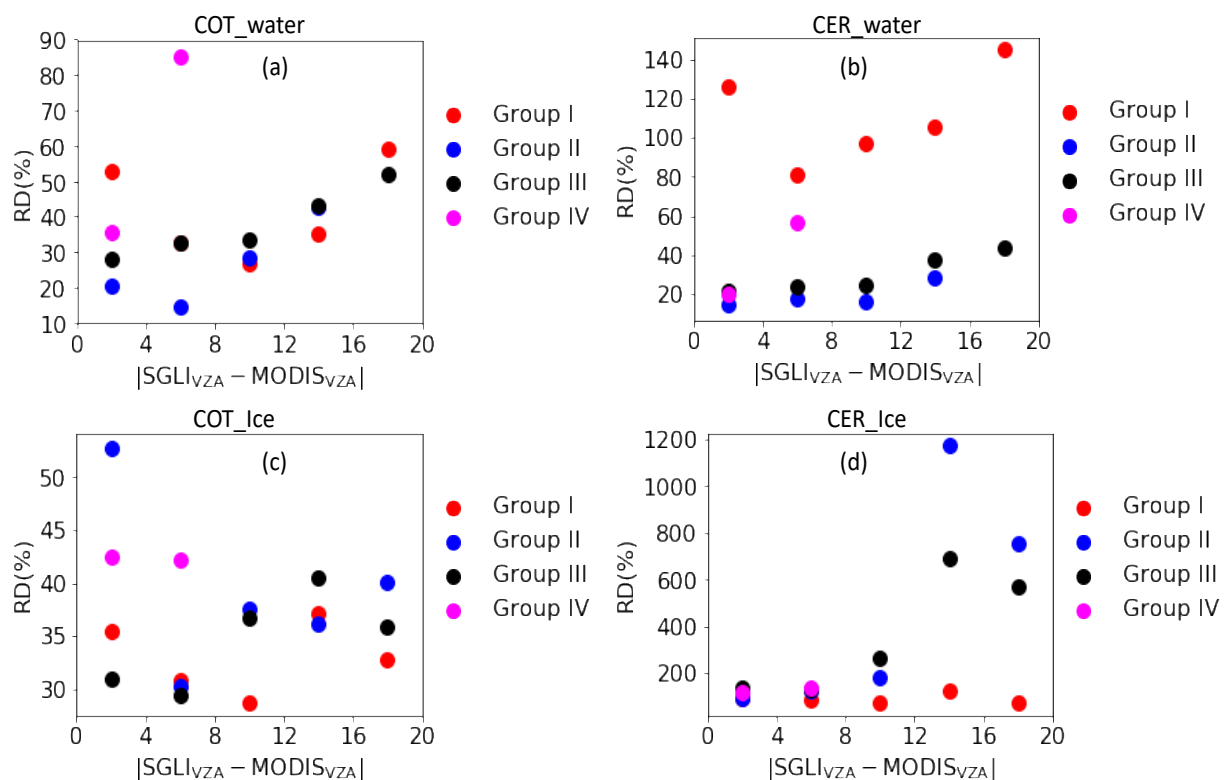 COT_water
90
80
70
60
50
40
30
20
10
RD(%)
(a)
0 4 8 12 16 20
|SGLI_VZA − MODIS_VZA|
Group I
Group II
Group III
Group IV
CER_water
140
120
100
80
60
40
20
RD(%)
(b)
0 4 8 12 16 20
|SGLI_VZA − MODIS_VZA|
Group I
Group II
Group III
Group IV
COT_Ice
50
45
40
35
30
RD(%)
(c)
0 4 8 12 16 20
|SGLI_VZA − MODIS_VZA|
Group I
Group II
Group III
Group IV
CER_Ice
1200
1000
800
600
400
200
RD(%)
(d)
0 4 8 12 16 20
|SGLI_VZA − MODIS_VZA|
Group I
Group II
Group III
Group IV